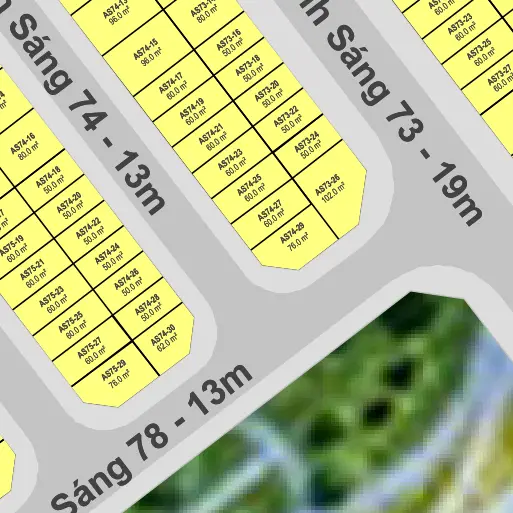 Sáng 74 - 13m
nh Sáng 73 - 19m
Sáng 78 - 13m
AS74-15
98.0 m²
AS74-17
60.0 m²
AS74-19
60.0 m²
AS74-21
60.0 m²
AS74-23
60.0 m²
AS74-25
60.0 m²
AS74-27
60.0 m²
AS74-29
76.0 m²
AS73-16
50.0 m²
AS73-18
50.0 m²
AS73-20
50.0 m²
AS73-22
50.0 m²
AS73-24
50.0 m²
AS73-26
102.0 m²
AS73-23
60.0 m²
AS73-25
60.0 m²
AS73-27
60.0 m²
AS74-16
80.0 m²
AS74-18
50.0 m²
AS74-20
50.0 m²
AS74-22
50.0 m²
AS74-24
50.0 m²
AS74-26
50.0 m²
AS74-28
50.0 m²
AS74-30
62.0 m²
AS75-19
60.0 m²
AS75-21
60.0 m²
AS75-23
60.0 m²
AS75-25
60.0 m²
AS75-27
60.0 m²
AS75-29
76.0 m²